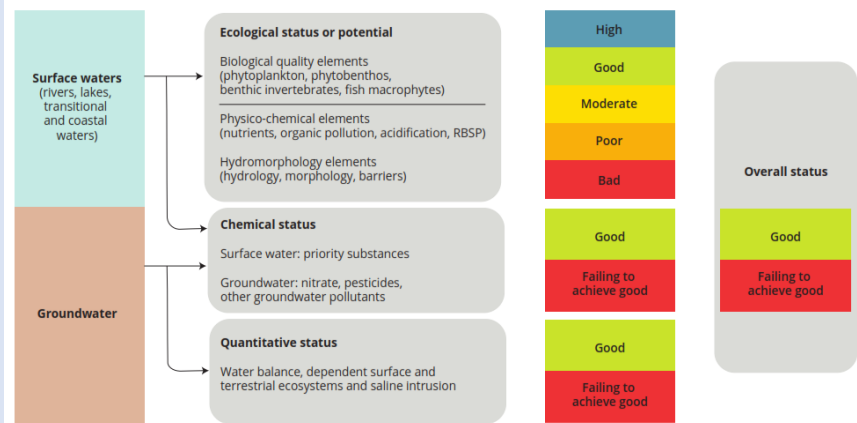 Surface waters
(rivers, lakes,
transitional
and coastal
waters)
Groundwater
Ecological status or potential
Biological quality elements
(phytoplankton, phytobenthos,
benthic invertebrates, fish macrophytes)
Physico-chemical elements
(nutrients, organic pollution, acidification, RBSP)
Hydromorphology elements
(hydrology, morphology, barriers)
Chemical status
Surface water: priority substances
Groundwater: nitrate, pesticides,
other groundwater pollutants
Quantitative status
Water balance, dependent surface and
terrestrial ecosystems and saline intrusion
High
Good
Moderate
Poor
Bad
Good
Failing to
achieve good
Good
Failing to
achieve good
Overall status
Good
Failing to
achieve good